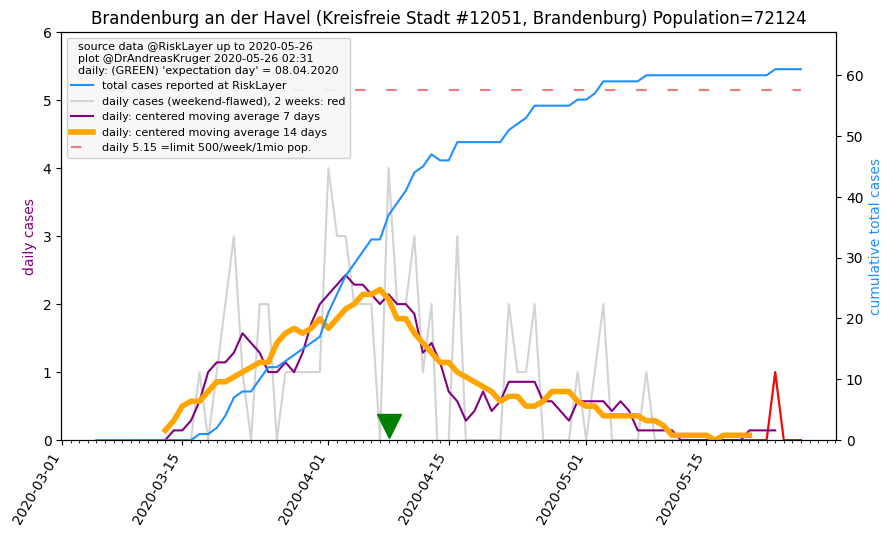 Brandenburg an der Havel (Kreisfreie Stadt #12051, Brandenburg) Population=72124
source data @RiskLayer up to 2020-05-26
plot @DrAndreasKruger 2020-05-26 02:31
daily: (GREEN) 'expectation day' = 08.04.2020
total cases reported at RiskLayer
daily cases (weekend-flawed), 2 weeks: red
daily: centered moving average 7 days
daily: centered moving average 14 days
daily 5.15 =limit 500/week/1mio pop.
daily cases
6
5
4
3
2
1
0
cumulative total cases
60
50
40
30
20
10
0
2020-03-01
2020-03-15
2020-04-01
2020-04-15
2020-05-01
2020-05-15